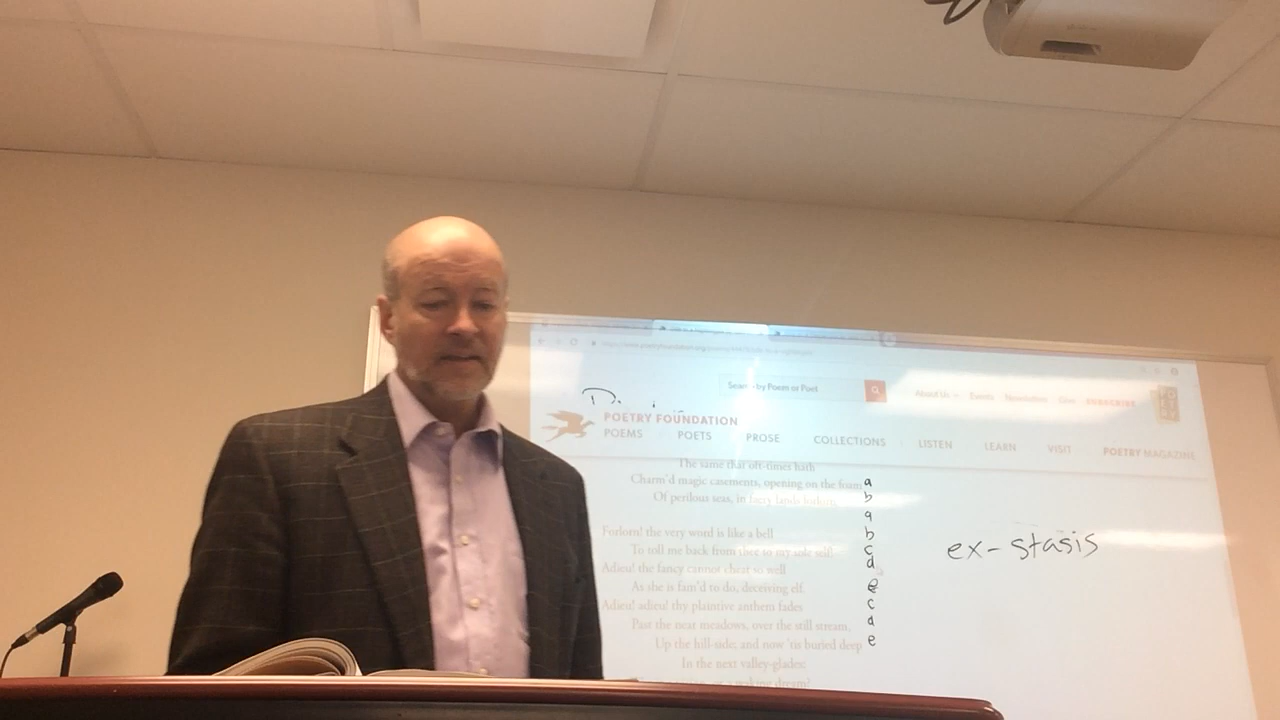 Search by Poem or Poet
About Us
Events
Newsletter
Give
SUBSCRIBE
POETRY FOUNDATION
POEMS
POETS
PROSE
COLLECTIONS
LISTEN
LEARN
VISIT
POETRY MAGAZINE
The same that oft-times hath
Charm'd magic casements, opening on the foam
Of perilous seas, in faery lands forlorn.
Forlorn! the very word is like a bell
To toll me back from thee to my sole self!
Adieu! the fancy cannot cheat so well
As she is fam'd to do, deceiving elf.
Adieu! adieu! thy plaintive anthem fades
Past the near meadows, over the still stream,
Up the hill-side; and now 'tis buried deep
In the next valley-glades:
waking dream?
a
b
a
b
c
d
e
c
d
e
ex-stasis